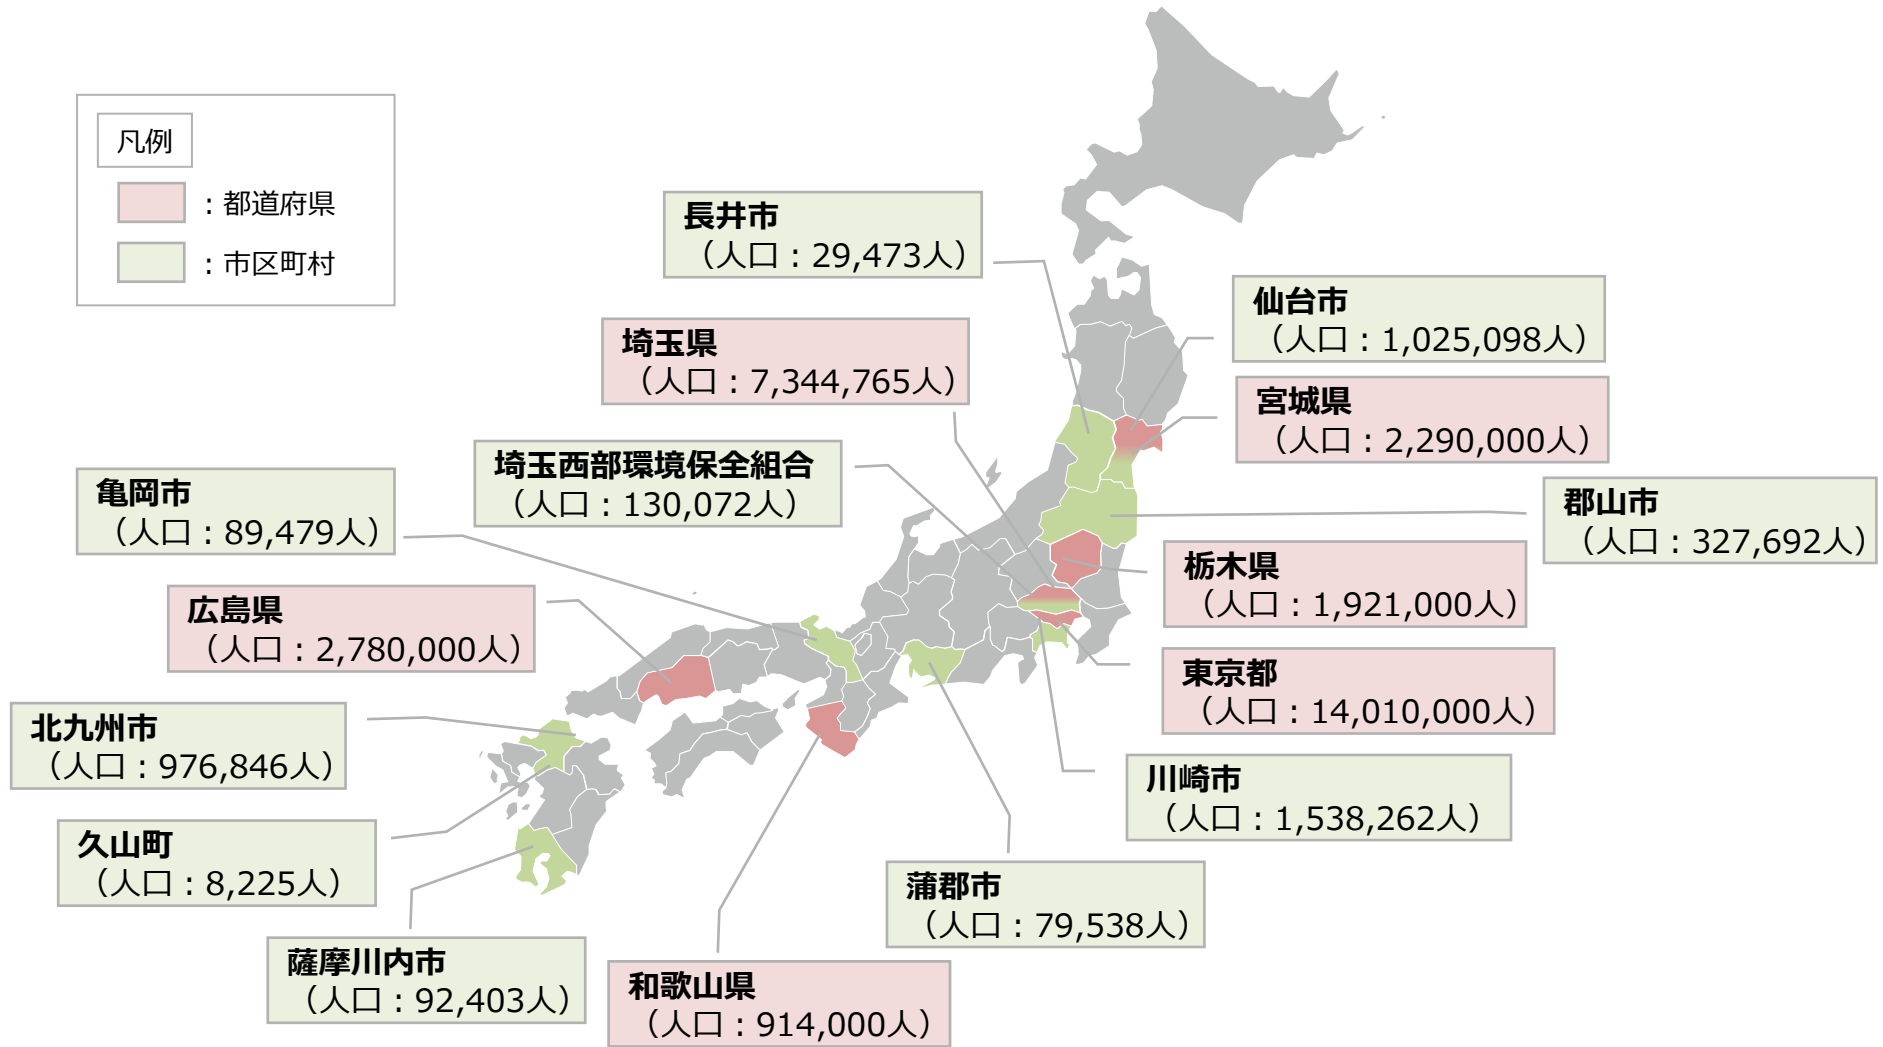 凡例
：都道府県
：市区町村
長井市
（人口：29,473人）
仙台市
（人口：1,025,098人）
埼玉県
（人口：7,344,765人）
宮城県
（人口：2,290,000人）
埼玉西部環境保全組合
（人口：130,072人）
亀岡市
（人口：89,479人）
郡山市
（人口：327,692人）
栃木県
（人口：1,921,000人）
広島県
（人口：2,780,000人）
東京都
（人口：14,010,000人）
北九州市
（人口：976,846人）
川崎市
（人口：1,538,262人）
久山町
（人口：8,225人）
蒲郡市
（人口：79,538人）
薩摩川内市
（人口：92,403人）
和歌山県
（人口：914,000人）